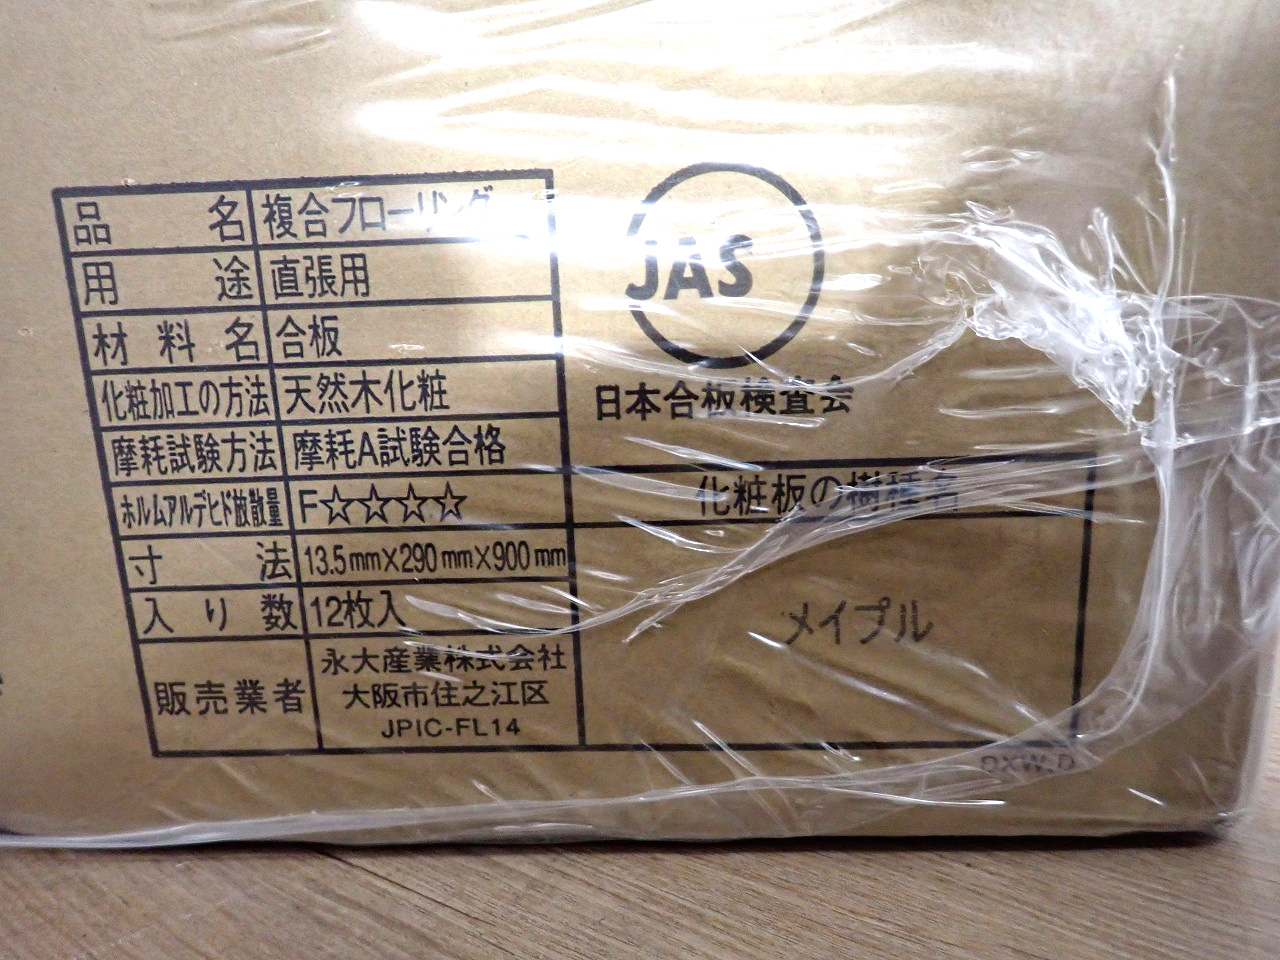 品名 複合フローリング
用途 直張用
材料名 合板
化粧加工の方法 天然木化粧
摩耗試験方法 摩耗A試験合格
ホルムアルデヒド放散量 F☆☆☆☆
寸法 13.5mm×290mm×900mm
入り数 12枚入
販売業者 永大産業株式会社
大阪市住之江区
JPIC-FL14
JAS
日本合板検査会
化粧板の樹種名
メイプル